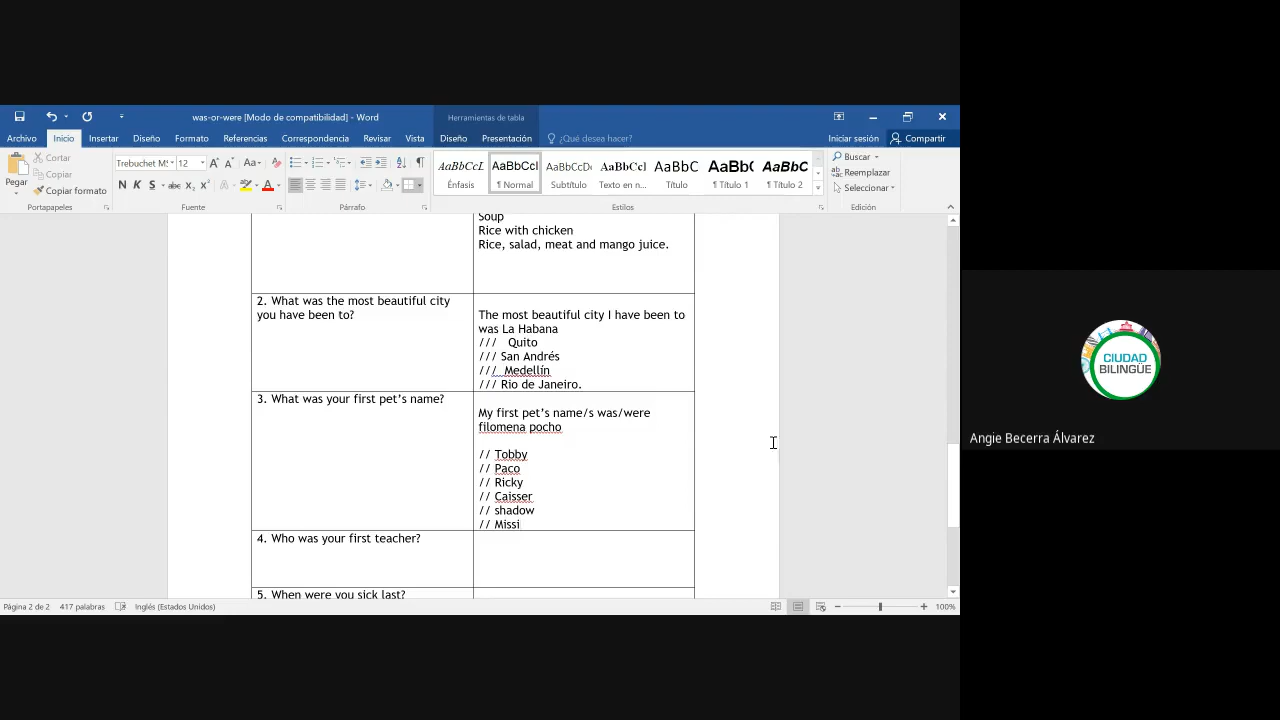 was-or-were [Modo de compatibilidad] - Word
Herramientas de tabla
Archivo Inicio Insertar Diseño Formato Referencias Correspondencia Revisar Vista Diseño Presentación ¿Qué desea hacer? Iniciar sesión Compartir
Pegar
Cortar
Copiar
Copiar formato
Portapapeles
Trebuchet M! 12 Aa
N K S abc x₂ x² A A
Fuente
Párrafo
AaBbCcL AaBbCcI AaBbCcD AaBbCcI AaBbC AaBb( AaBbC
Énfasis ¶ Normal Subtítulo Texto en n... Título ¶ Título 1 ¶ Título 2
Estilos
Buscar
Reemplazar
Seleccionar
Edición
Soup
Rice with chicken
Rice, salad, meat and mango juice.
2. What was the most beautiful city
you have been to?
The most beautiful city I have been to
was La Habana
/// Quito
/// San Andrés
/// Medellín
/// Rio de Janeiro.
3. What was your first pet’s name?
My first pet’s name/s was/were
filomena pocho
// Tobby
// Paco
// Ricky
// Caisser
// shadow
// Missi
4. Who was your first teacher?
5. When were you sick last?
Página 2 de 2 417 palabras Inglés (Estados Unidos) 100%
CIUDAD
BILINGÜE
Angie Becerra Álvarez